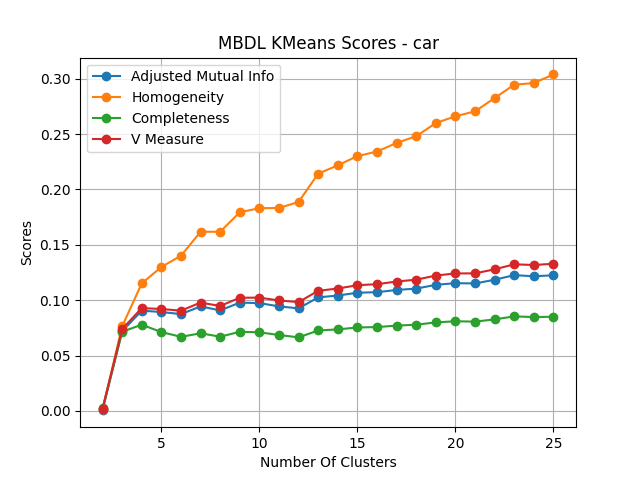 MBDL KMeans Scores - car
Adjusted Mutual Info
Homogeneity
Completeness
V Measure
0.30
0.25
0.20
0.15
0.10
0.05
0.00
Scores
5
10
15
20
25
Number Of Clusters